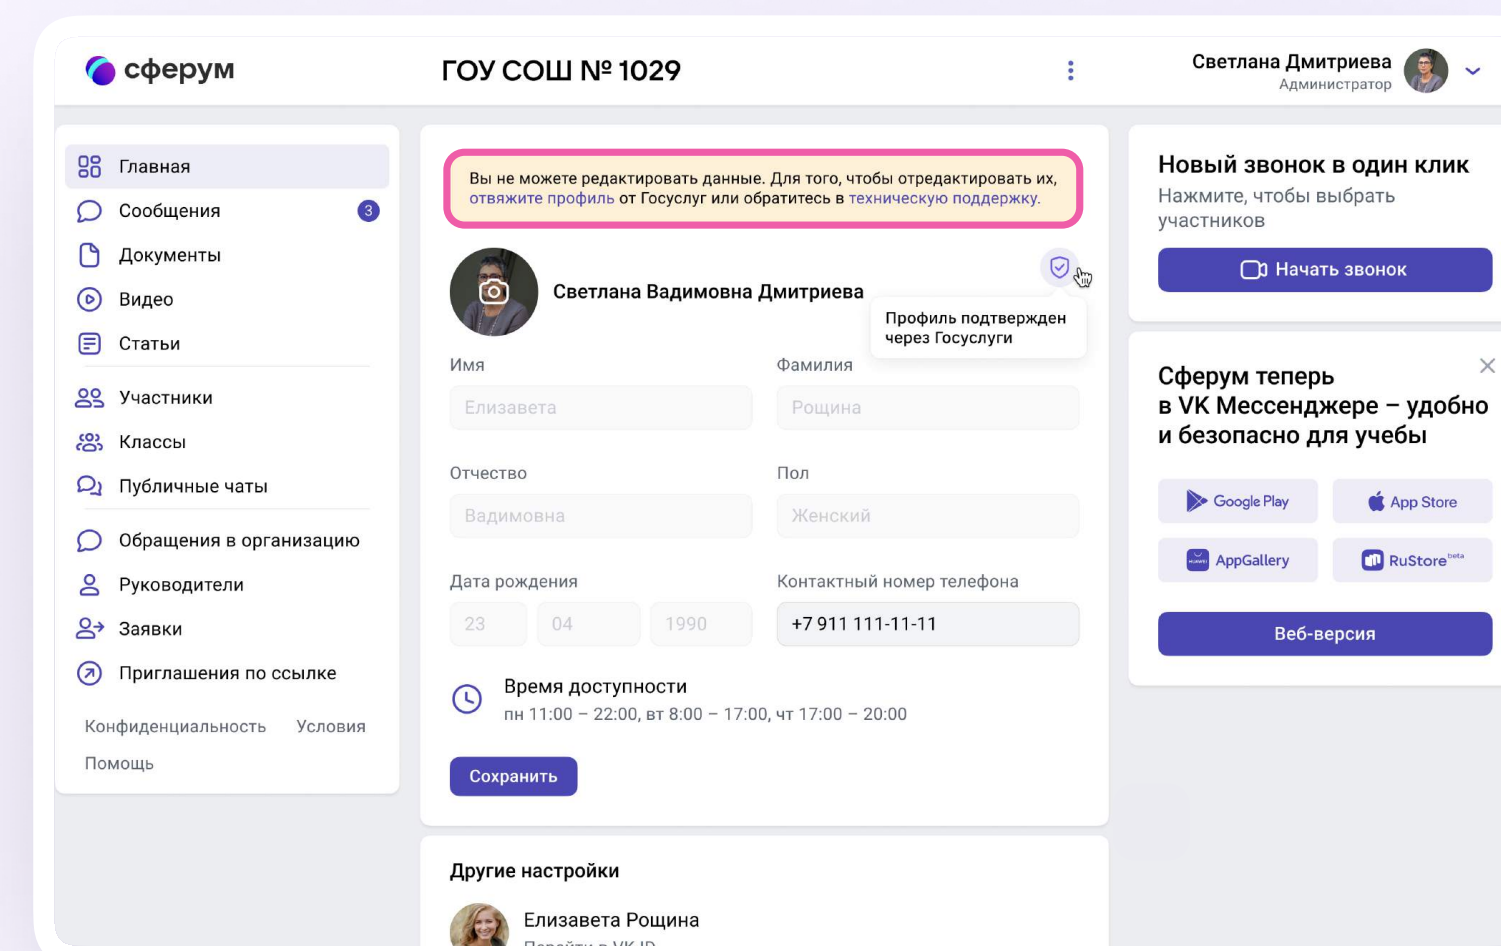 сферум
ГОУ СОШ № 1029
Светлана Дмитриева
Администратор
Главная
Сообщения
3
Документы
Видео
Статьи
Участники
Классы
Публичные чаты
Обращения в организацию
Руководители
Заявки
Приглашения по ссылке
Конфиденциальность Условия
Помощь
Вы не можете редактировать данные. Для того, чтобы отредактировать их,
отвяжите профиль от Госуслуг или обратитесь в техническую поддержку.
Светлана Вадимовна Дмитриева
Профиль подтвержден
через Госуслуги
Имя
Фамилия
Елизавета
Рощина
Отчество
Пол
Вадимовна
Женский
Дата рождения
Контактный номер телефона
23
04
1990
+7 911 111-11-11
Время доступности
пн 11:00 – 22:00, вт 8:00 – 17:00, чт 17:00 – 20:00
Сохранить
Другие настройки
Елизавета Рощина
Перейти в VK ID
Новый звонок в один клик
Нажмите, чтобы выбрать
участников
Начать звонок
Сферум теперь
в VK Мессенджере – удобно
и безопасно для учебы
Google Play
App Store
HUAWEI AppGallery
RuStore beta
Веб-версия